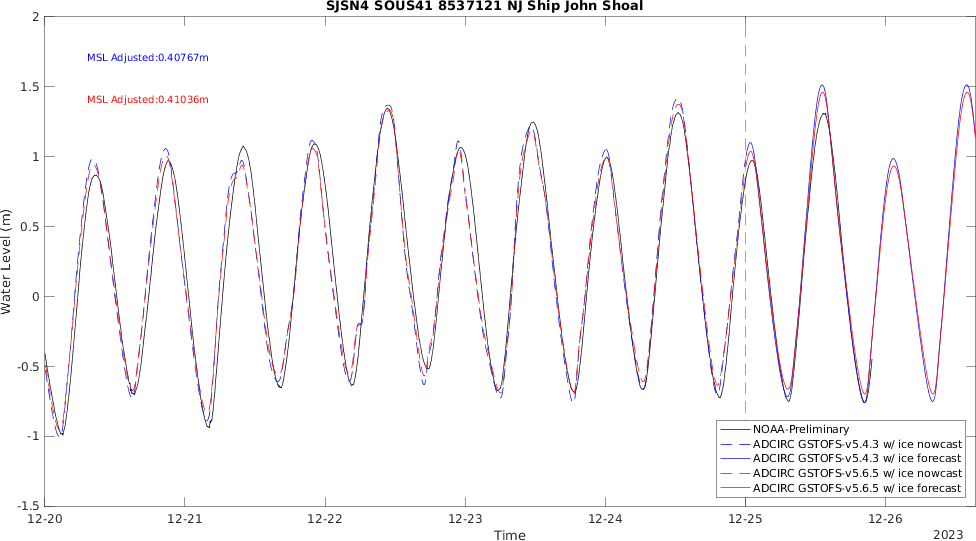 SJSN4 SOUS41 8537121 NJ Ship John Shoal
2
1.5
1
0.5
0
-0.5
-1
-1.5
Water Level (m)
MSL Adjusted:0.40767m
MSL Adjusted:0.41036m
NOAA-Preliminary
ADCIRC GSTOFS-v5.4.3 w/ ice nowcast
ADCIRC GSTOFS-v5.4.3 w/ ice forecast
ADCIRC GSTOFS-v5.6.5 w/ ice nowcast
ADCIRC GSTOFS-v5.6.5 w/ ice forecast
12-20 12-21 12-22 12-23 12-24 12-25 12-26
Time
2023